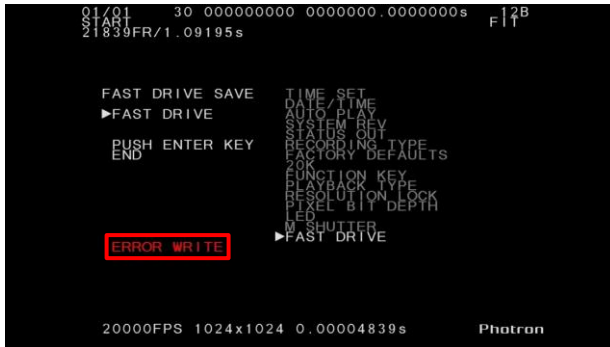 01/01 30 000000000 0000000.0000000s 12B
START FIT
21839FR/1.09195s
FAST DRIVE SAVE
►FAST DRIVE
PUSH ENTER KEY
END
ERROR WRITE
TIME SET
DATE/TIME
AUTO PLAY
SYSTEM REV
STATUS OUT
RECORDING TYPE
FACTORY DEFAULTS
20K
FUNCTION KEY
PLAYBACK TYPE
RESOLUTION LOCK
PIXEL BIT DEPTH
LED
M SHUTTER
►FAST DRIVE
20000FPS 1024x1024 0.00004839s Photron